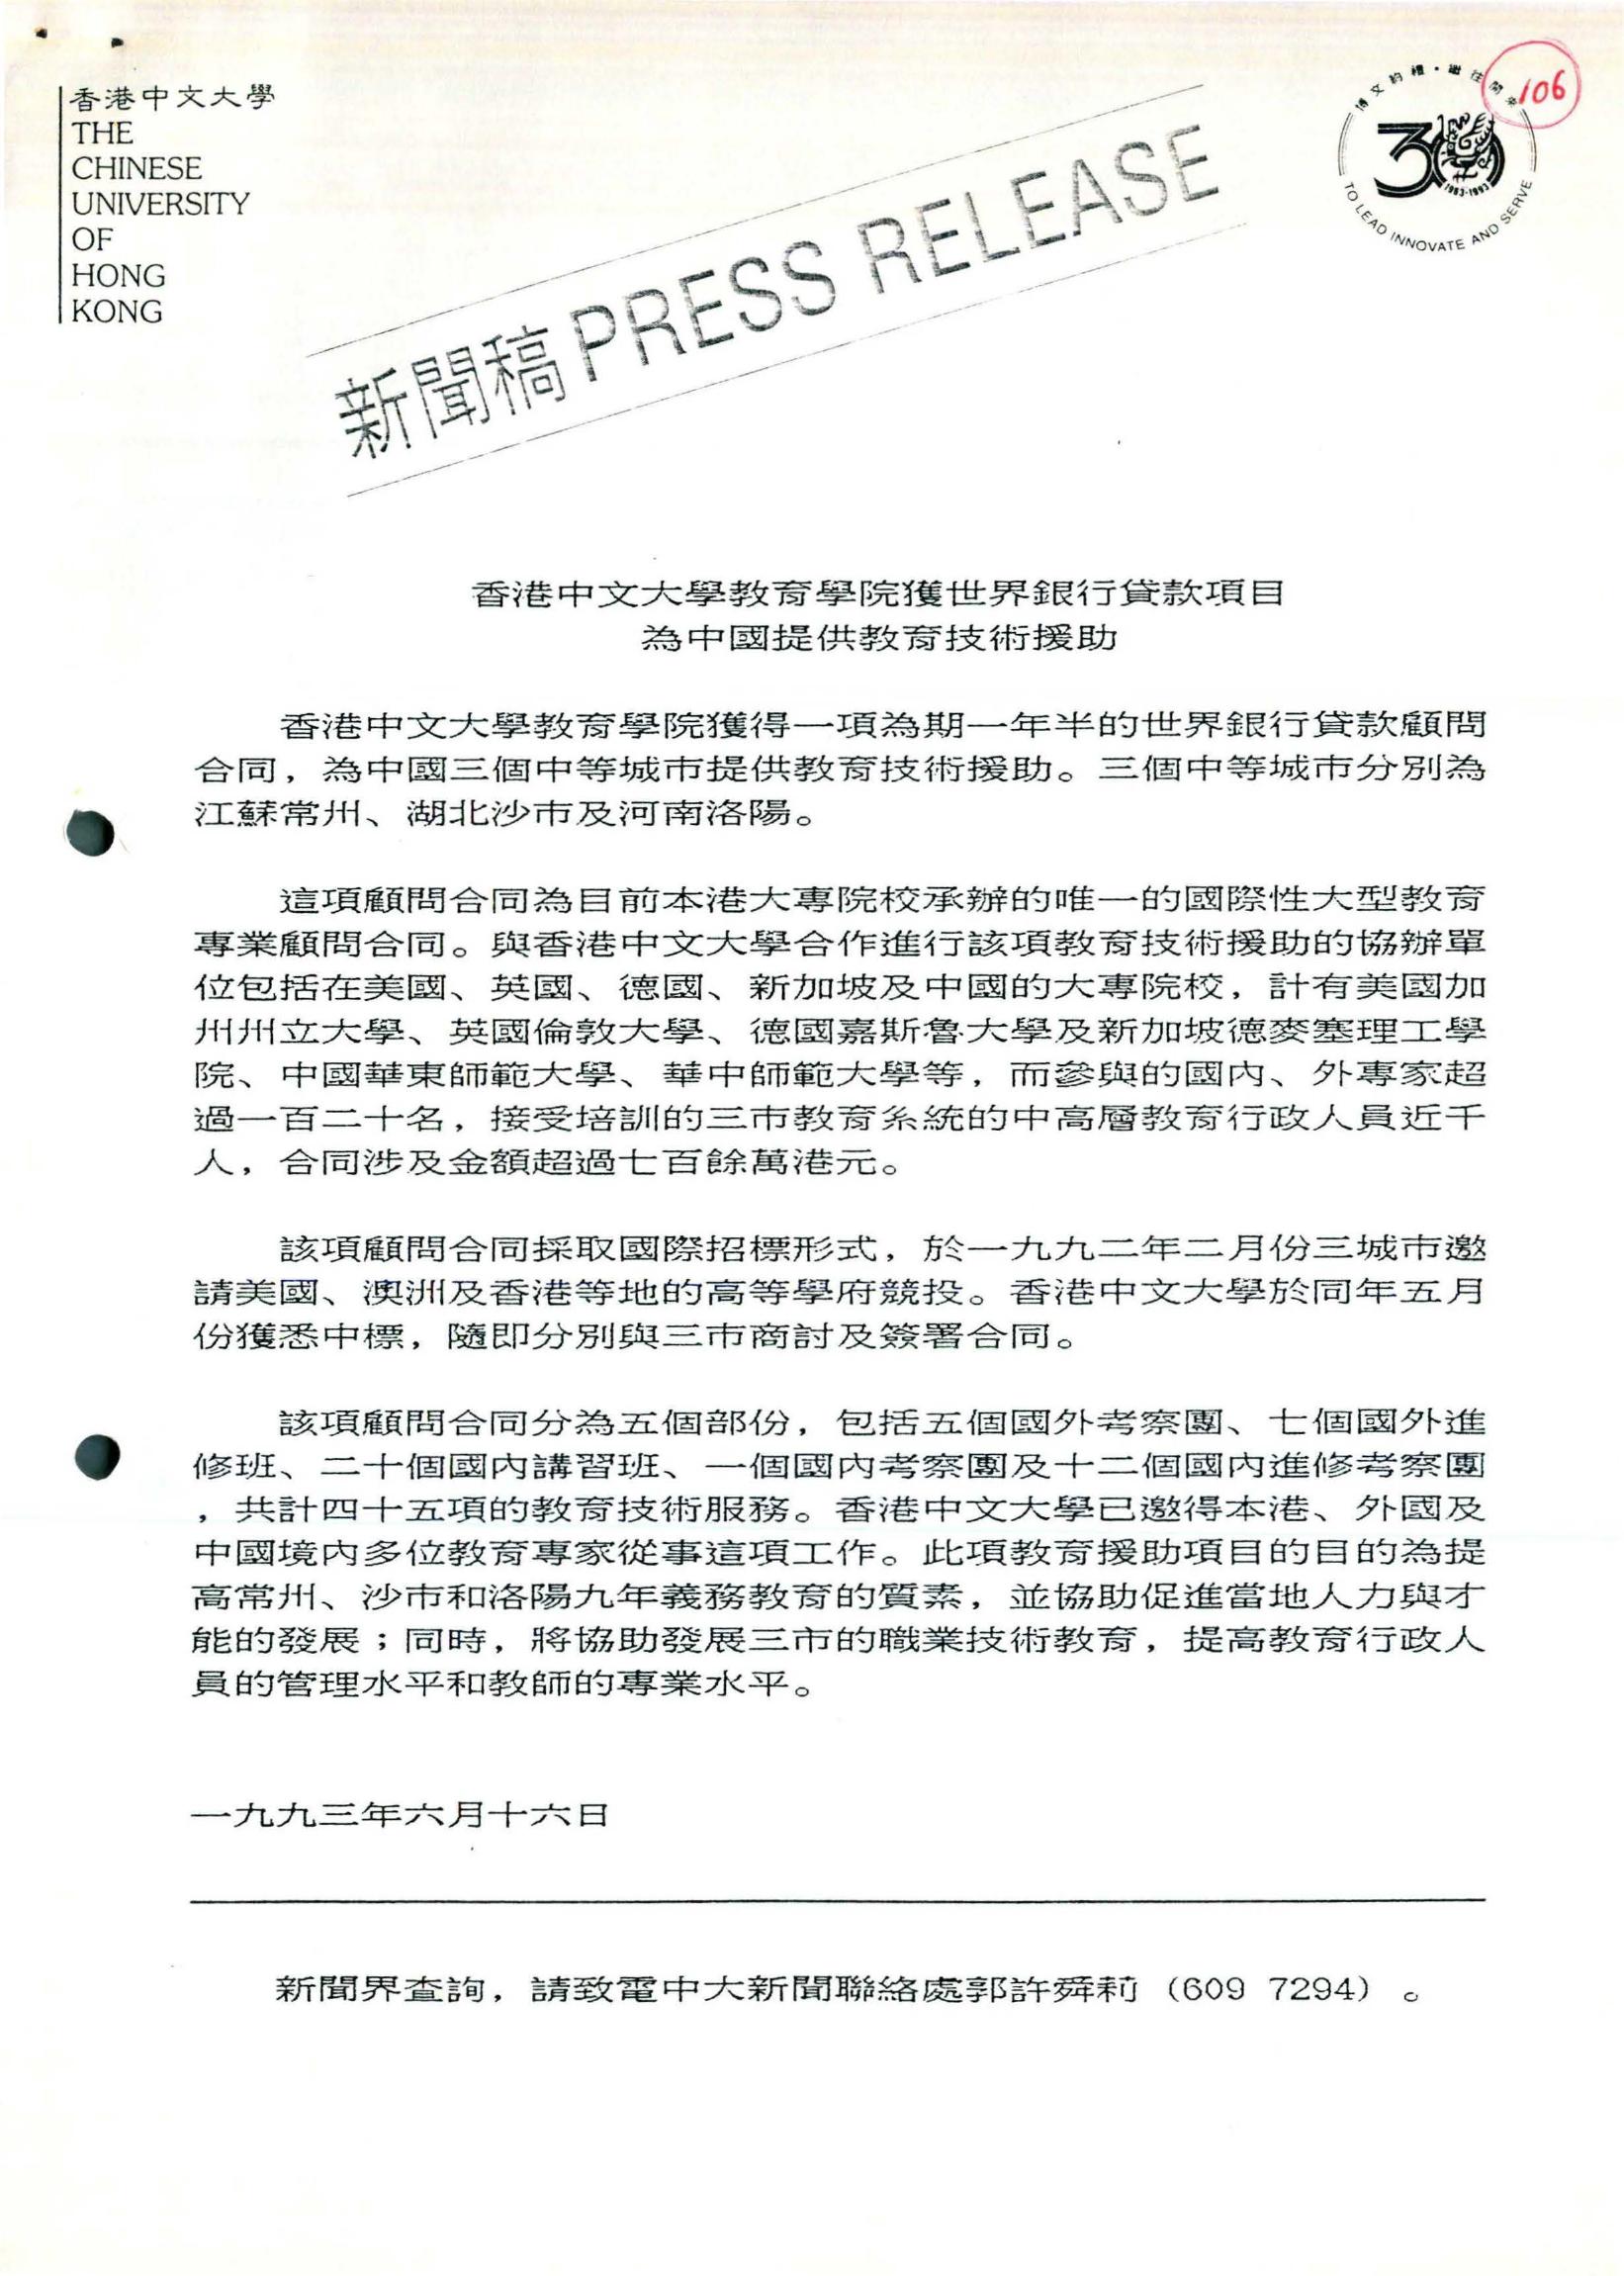 香港中文大學
THE
CHINESE
UNIVERSITY
OF
HONG
KONG
新聞稿 PRESS RELEASE
博文約禮·繼往開來
30
1963-1993
TO LEAD INNOVATE AND SERVE
106
香港中文大學教育學院獲世界銀行貸款項目
為中國提供教育技術援助
香港中文大學教育學院獲得一項為期一年半的世界銀行貸款顧問
合同，為中國三個中等城市提供教育技術援助。三個中等城市分別為
江蘇常州、湖北沙市及河南洛陽。
這項顧問合同為目前本港大專院校承辦的唯一的國際性大型教育
專業顧問合同。與香港中文大學合作進行該項教育技術援助的協辦單
位包括在美國、英國、德國、新加坡及中國的大專院校，計有美國加
州州立大學、英國倫敦大學、德國嘉斯魯大學及新加坡德麥塞理工學
院、中國華東師範大學、華中師範大學等，而參與的國內、外專家超
過一百二十名，接受培訓的三市教育系統的中高層教育行政人員近千
人，合同涉及金額超過七百餘萬港元。
該項顧問合同採取國際招標形式，於一九九二年二月份三城市邀
請美國、澳洲及香港等地的高等學府競投。香港中文大學於同年五月
份獲悉中標，隨即分別與三市商討及簽署合同。
該項顧問合同分為五個部份，包括五個國外考察團、七個國外進
修班、二十個國內講習班、一個國內考察團及十二個國內進修考察團
，共計四十五項的教育技術服務。香港中文大學已邀得本港、外國及
中國境內多位教育專家從事這項工作。此項教育援助項目的目的為提
高常州、沙市和洛陽九年義務教育的質素，並協助促進當地人力與才
能的發展；同時，將協助發展三市的職業技術教育，提高教育行政人
員的管理水平和教師的專業水平。
一九九三年六月十六日
新聞界查詢，請致電中大新聞聯絡處郭許舜莉（609 7294）。